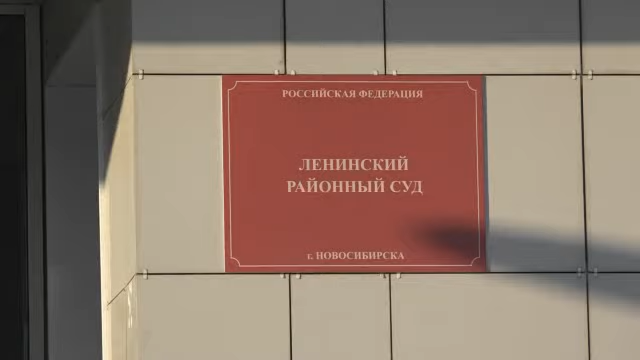 РОССИЙСКАЯ ФЕДЕРАЦИЯ
ЛЕНИНСКИЙ
РАЙОННЫЙ СУД
г. НОВОСИБИРСКА